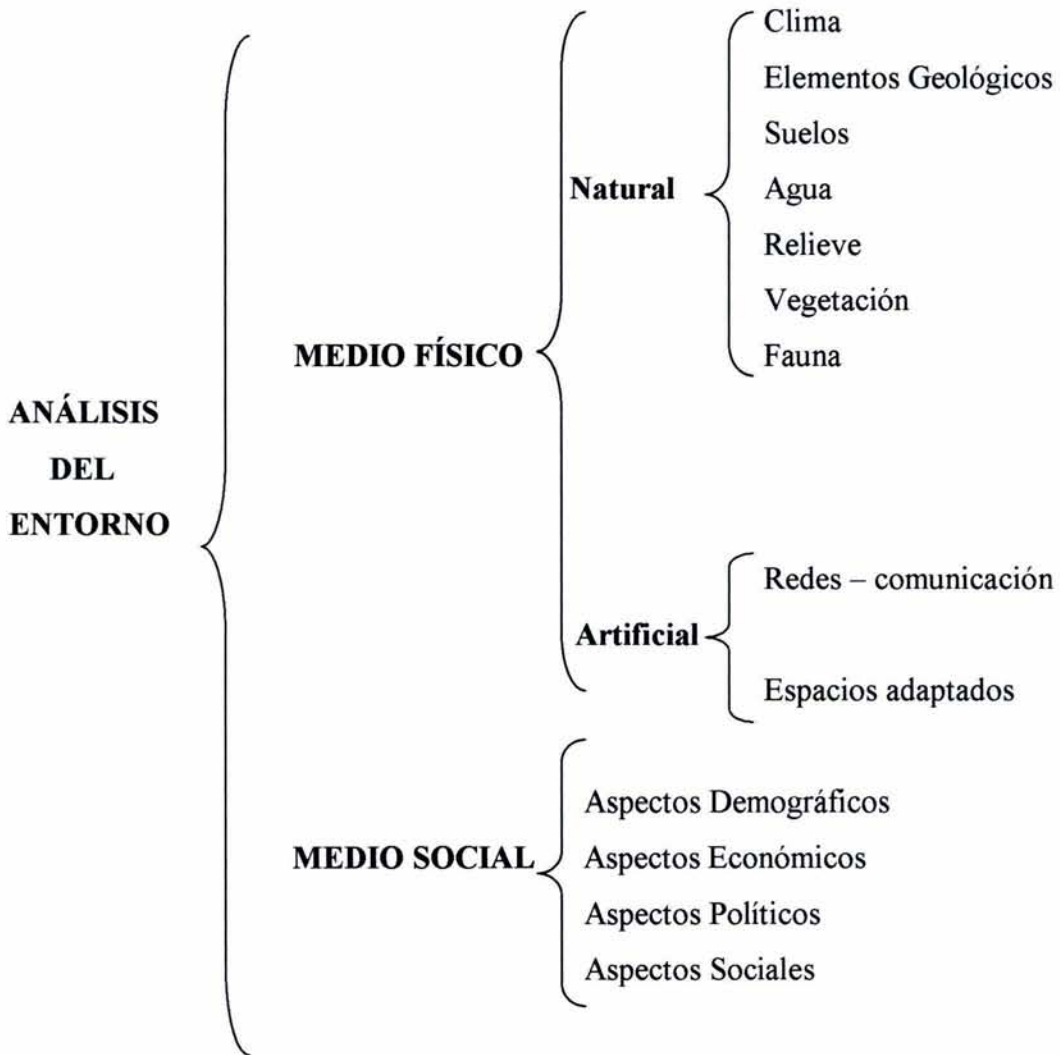 ANÁLISIS
DEL
ENTORNO
MEDIO FÍSICO
Natural
Clima
Elementos Geológicos
Suelos
Agua
Relieve
Vegetación
Fauna
Artificial
Redes – comunicación
Espacios adaptados
MEDIO SOCIAL
Aspectos Demográficos
Aspectos Económicos
Aspectos Políticos
Aspectos Sociales